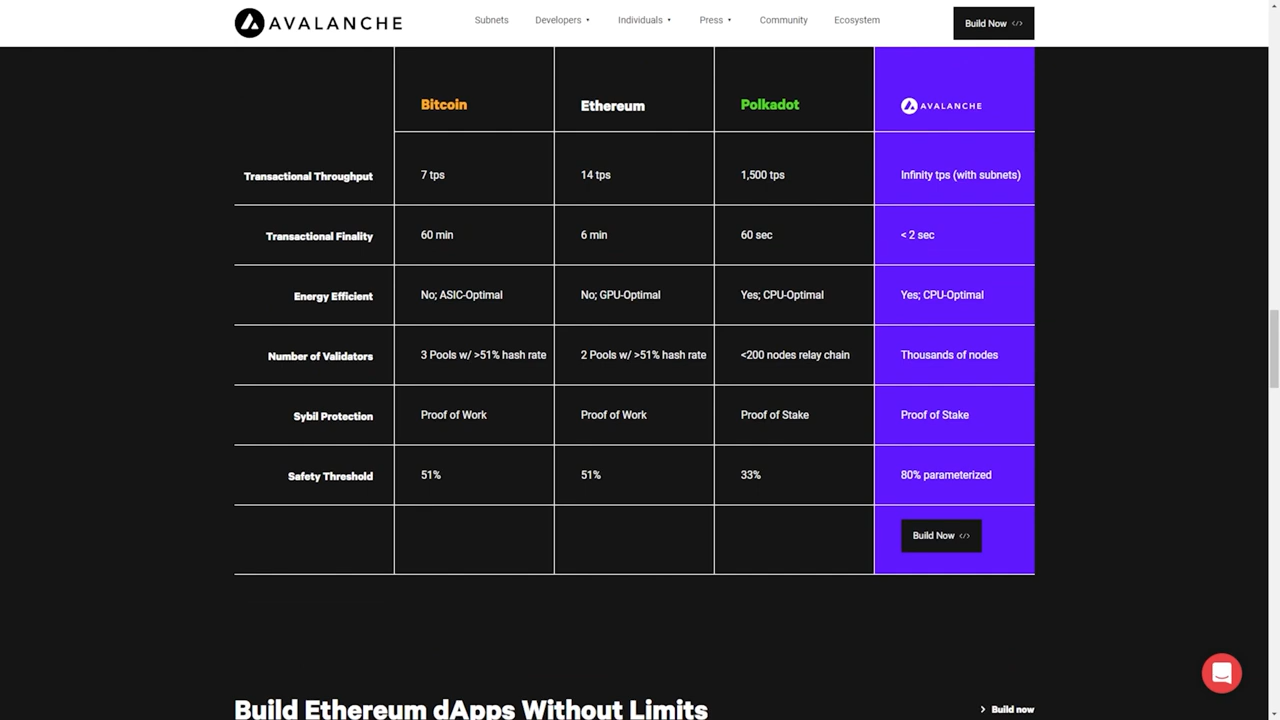 AVALANCHE Subnets Developers Individuals Press Community Ecosystem Build Now </>
Bitcoin Ethereum Polkadot AVALANCHE
Transactional Throughput 7 tps 14 tps 1,500 tps Infinity tps (with subnets)
Transactional Finality 60 min 6 min 60 sec < 2 sec
Energy Efficient No; ASIC-Optimal No; GPU-Optimal Yes; CPU-Optimal Yes; CPU-Optimal
Number of Validators 3 Pools w/ >51% hash rate 2 Pools w/ >51% hash rate <200 nodes relay chain Thousands of nodes
Sybil Protection Proof of Work Proof of Work Proof of Stake Proof of Stake
Safety Threshold 51% 51% 33% 80% parameterized
Build Now </>
Build Ethereum dApps Without Limits > Build now